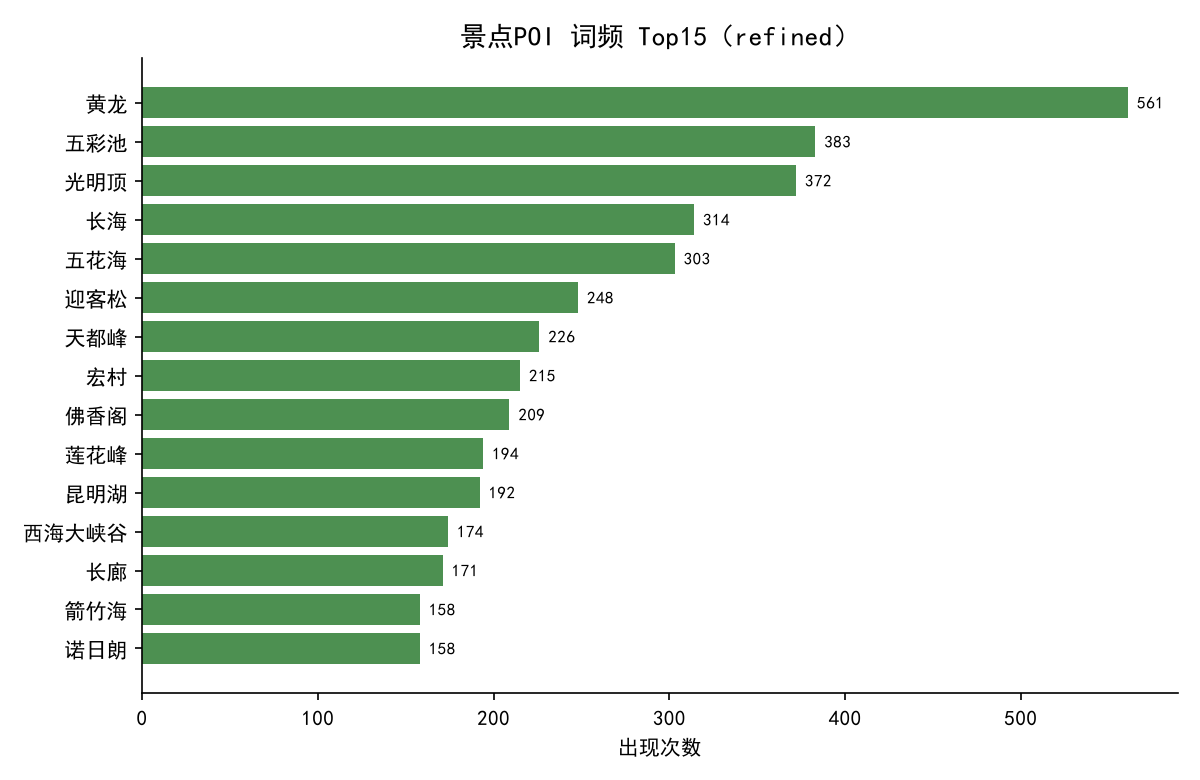 景点POI 词频 Top15（refined）
黄龙 561
五彩池 383
光明顶 372
长海 314
五花海 303
迎客松 248
天都峰 226
宏村 215
佛香阁 209
莲花峰 194
昆明湖 192
西海大峡谷 174
长廊 171
箭竹海 158
诺日朗 158
0 100 200 300 400 500
出现次数